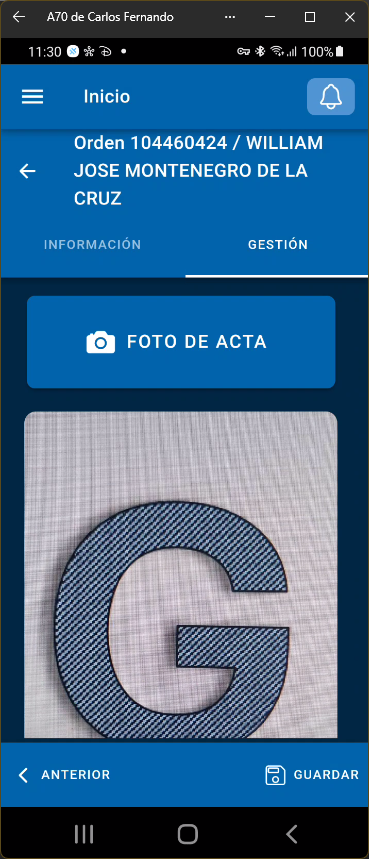 A70 de Carlos Fernando
11:30
100%
Inicio
Orden 104460424 / WILLIAM
JOSE MONTENEGRO DE LA
CRUZ
INFORMACIÓN
GESTIÓN
FOTO DE ACTA
G
ANTERIOR
GUARDAR